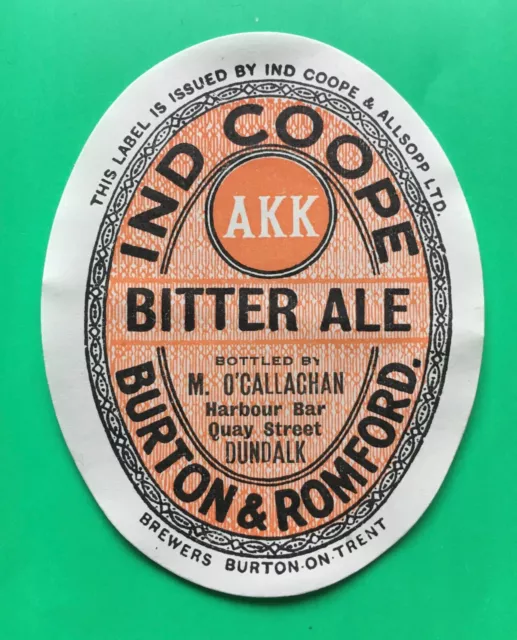 THIS LABEL IS ISSUED BY IND COOPE & ALLSOPP LTD.
IND COOPE
AKK
BITTER ALE
BOTTLED BY
M. O'CALLAGHAN
Harbour Bar
Quay Street
DUNDALK
BURTON & ROMFORD.
BREWERS BURTON-ON-TRENT